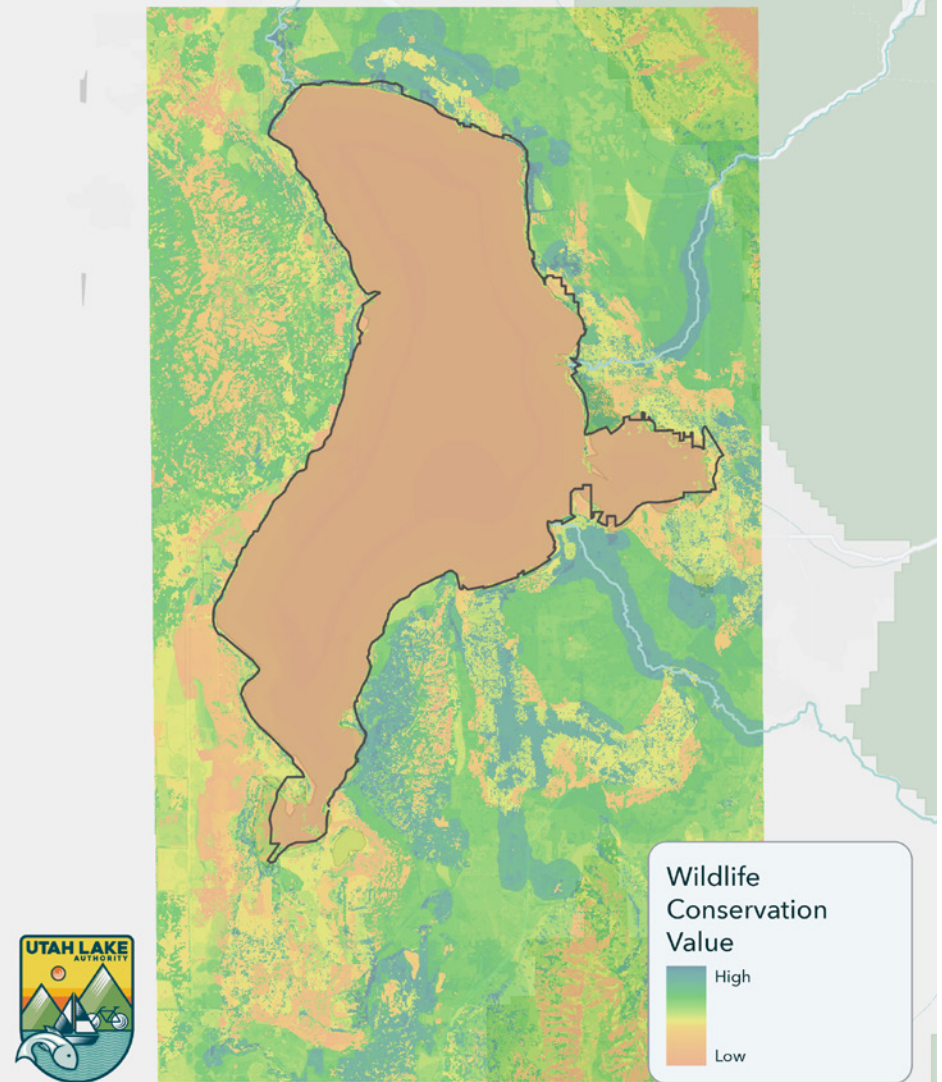 Wildlife
Conservation
Value
High
Low
UTAH LAKE
AUTHORITY